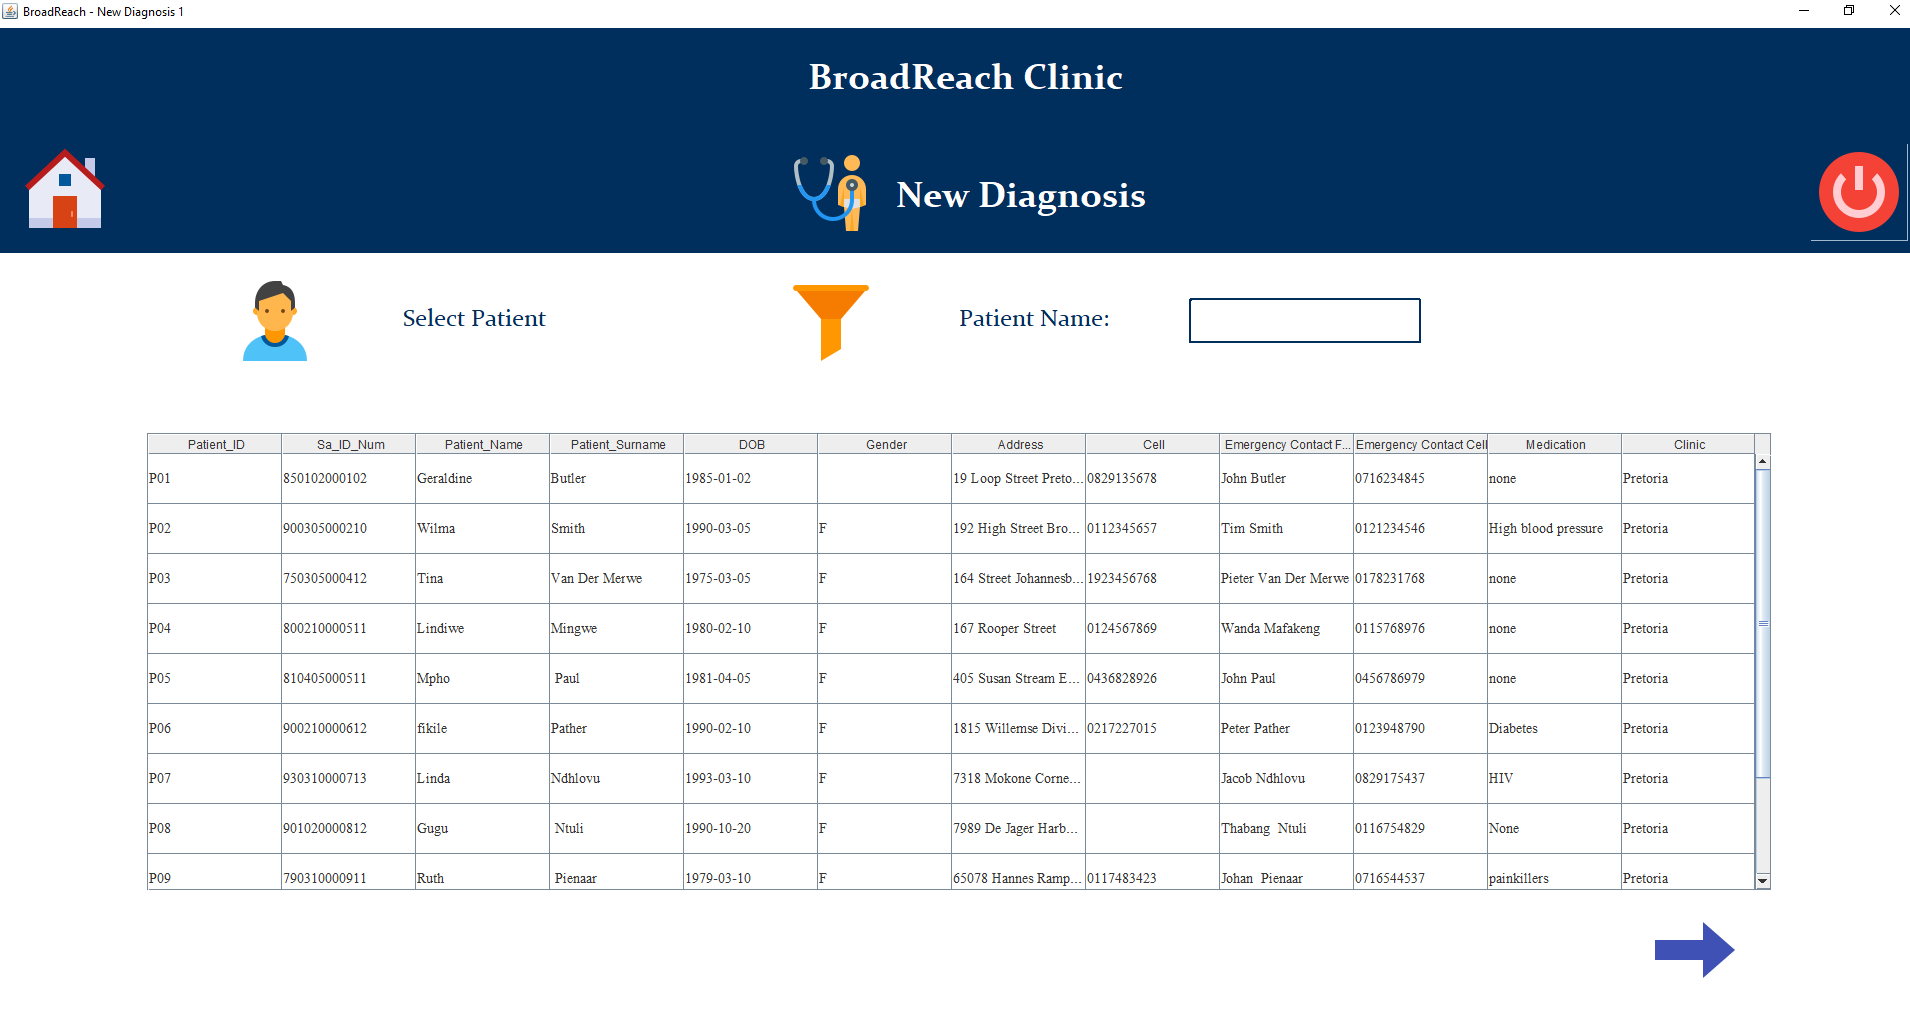 BroadReach - New Diagnosis 1
BroadReach Clinic
New Diagnosis
Select Patient Patient Name:
Patient_ID Sa_ID_Num Patient_Name Patient_Surname DOB Gender Address Cell Emergency Contact F... Emergency Contact Cell Medication Clinic
P01 850102000102 Geraldine Butler 1985-01-02 19 Loop Street Preto... 0829135678 John Butler 0716234845 none Pretoria
P02 900305000210 Wilma Smith 1990-03-05 F 192 High Street Bro... 0112345657 Tim Smith 0121234546 High blood pressure Pretoria
P03 750305000412 Tina Van Der Merwe 1975-03-05 F 164 Street Johannesb... 1923456768 Pieter Van Der Merwe 0178231768 none Pretoria
P04 800210000511 Lindiwe Mingwe 1980-02-10 F 167 Rooper Street 0124567869 Wanda Mafakeng 0115768976 none Pretoria
P05 810405000511 Mpho Paul 1981-04-05 F 405 Susan Stream E... 0436828926 John Paul 0456786979 none Pretoria
P06 900210000612 fikile Pather 1990-02-10 F 1815 Willemse Divi... 0217227015 Peter Pather 0123948790 Diabetes Pretoria
P07 930310000713 Linda Ndhlovu 1993-03-10 F 7318 Mokone Corne... Jacob Ndhlovu 0829175437 HIV Pretoria
P08 901020000812 Gugu Ntuli 1990-10-20 F 7989 De Jager Harb... Thabang Ntuli 0116754829 None Pretoria
P09 790310000911 Ruth Pienaar 1979-03-10 F 65078 Hannes Ramp... 0117483423 Johan Pienaar 0716544537 painkillers Pretoria